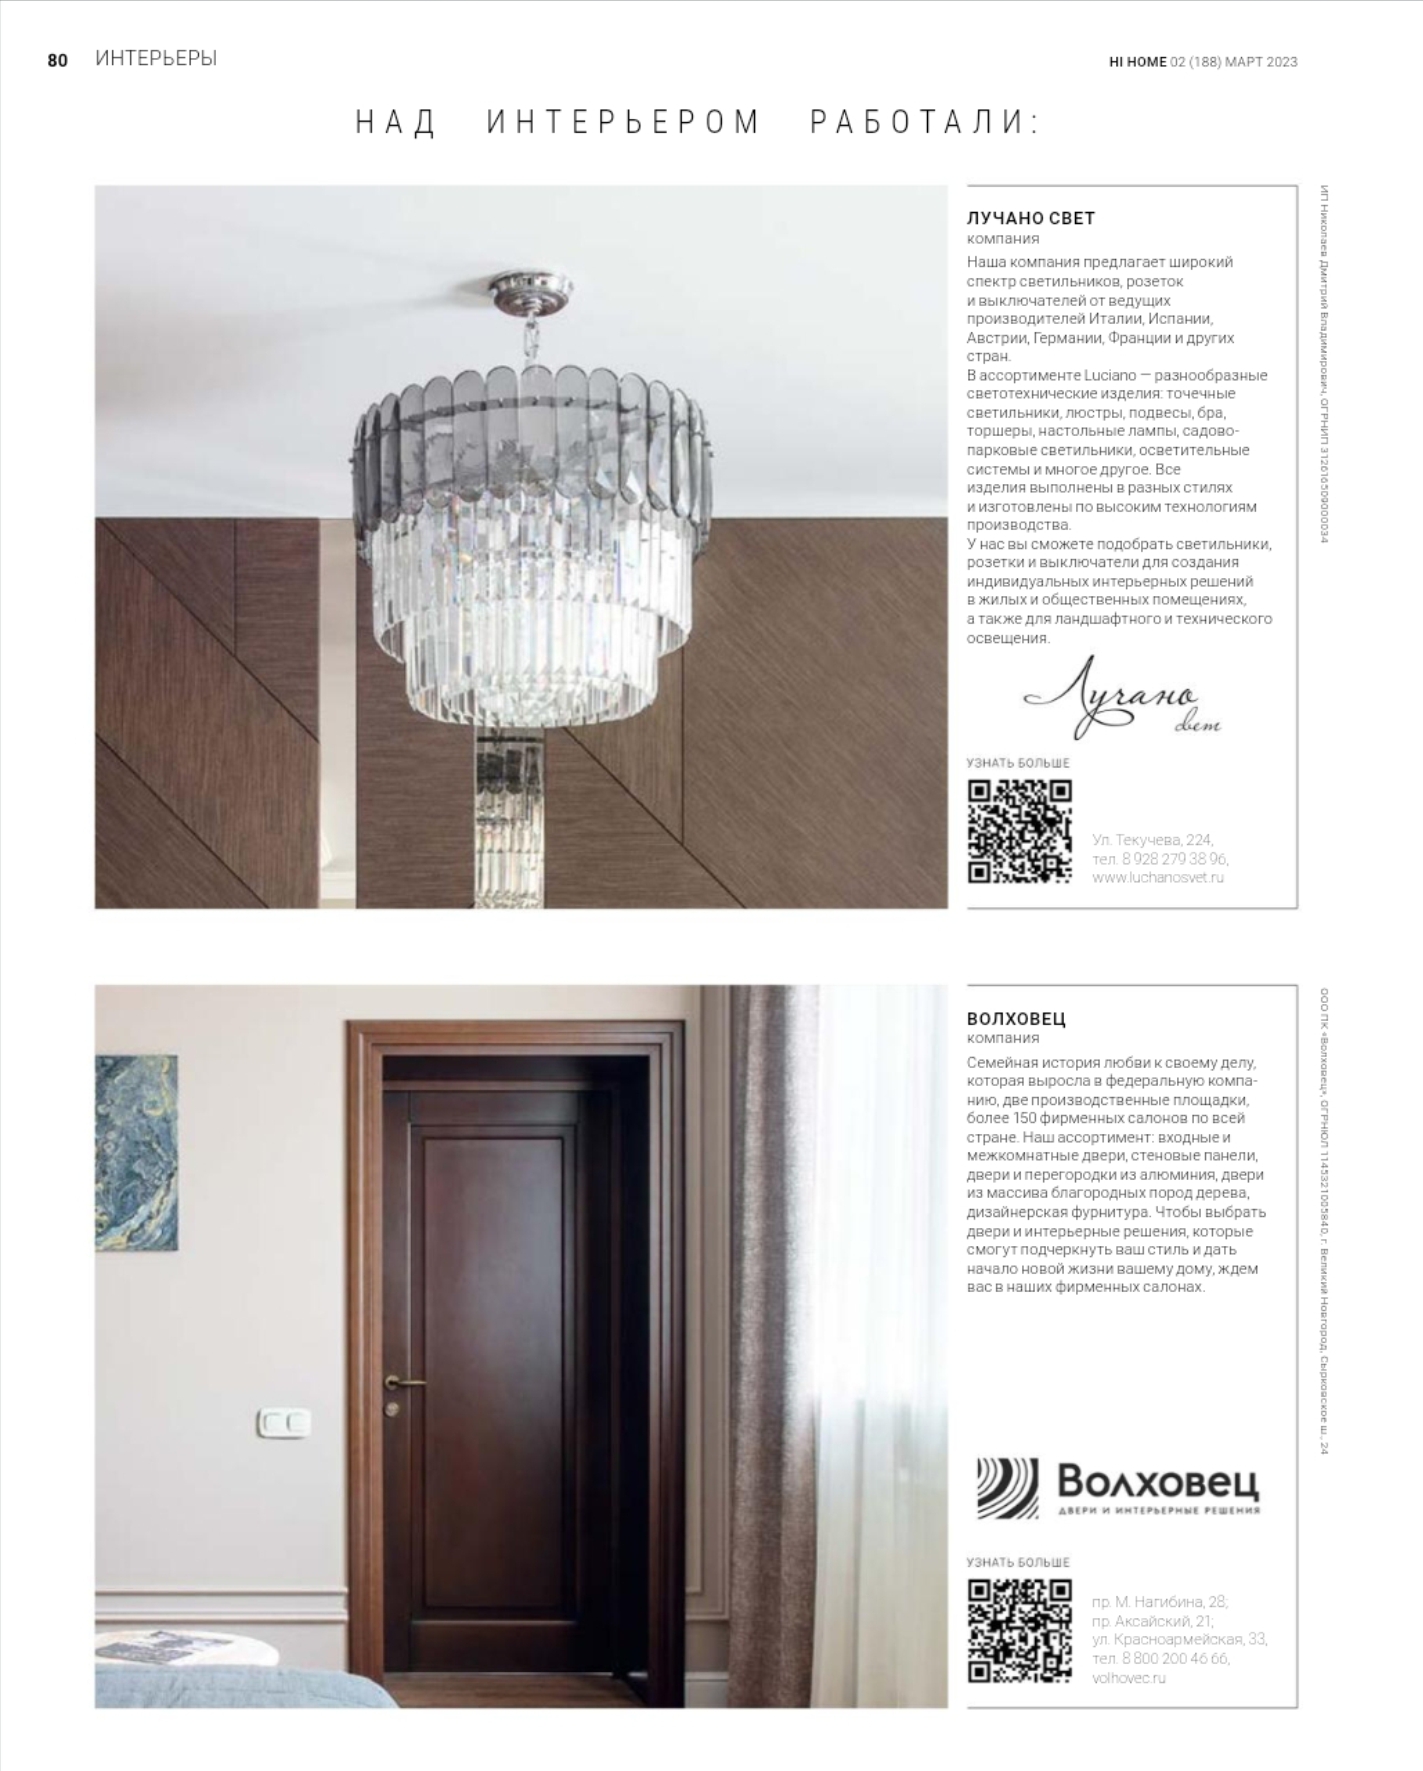 80 ИНТЕРЬЕРЫ
HI HOME 02 (188) МАРТ 2023
НАД ИНТЕРЬЕРОМ РАБОТАЛИ:
ЛУЧАНО СВЕТ
компания
Наша компания предлагает широкий
спектр светильников, розеток
и выключателей от ведущих
производителей Италии, Испании,
Австрии, Германии, Франции и других
стран.
В ассортименте Luciano — разнообразные
светотехнические изделия: точечные
светильники, люстры, подвесы, бра,
торшеры, настольные лампы, садово-
парковые светильники, осветительные
системы и многое другое. Все
изделия выполнены в разных стилях
и изготовлены по высоким технологиям
производства.
У нас вы сможете подобрать светильники,
розетки и выключатели для создания
индивидуальных интерьерных решений
в жилых и общественных помещениях,
а также для ландшафтного и технического
освещения.
Лучано
свет
УЗНАТЬ БОЛЬШЕ
Ул. Текучева, 224,
тел. 8 928 279 38 96,
www.luchanosvet.ru
ИП Николаев Дмитрий Владимирович, ОГРНИП 312616509000034
ВОЛХОВЕЦ
компания
Семейная история любви к своему делу,
которая выросла в федеральную компа-
нию, две производственные площадки,
более 150 фирменных салонов по всей
стране. Наш ассортимент: входные и
межкомнатные двери, стеновые панели,
двери и перегородки из алюминия, двери
из массива благородных пород дерева,
дизайнерская фурнитура. Чтобы выбрать
двери и интерьерные решения, которые
смогут подчеркнуть ваш стиль и дать
начало новой жизни вашему дому, ждем
вас в наших фирменных салонах.
Волховец
ДВЕРИ И ИНТЕРЬЕРНЫЕ РЕШЕНИЯ
УЗНАТЬ БОЛЬШЕ
пр. М. Нагибина, 28;
пр. Аксайский, 21;
ул. Красноармейская, 33,
тел. 8 800 200 46 66,
volhovec.ru
ООО ПК «Волховец», ОГРНЮЛ 1145321005840, г. Великий Новгород, Сырковское ш., 24